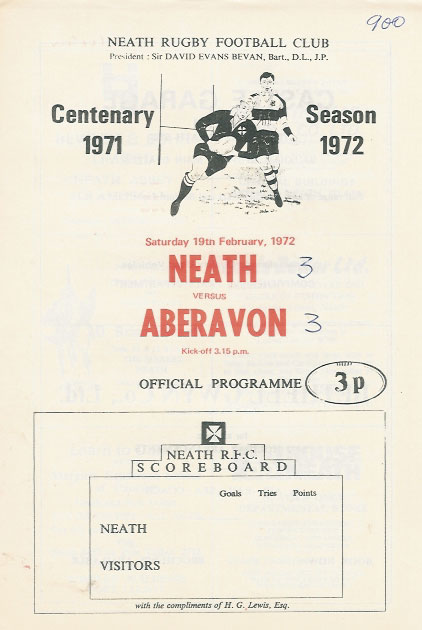 900
NEATH RUGBY FOOTBALL CLUB
President : Sir DAVID EVANS BEVAN, Bart., D.L., J.P.
Centenary Season
1971 1972
Saturday 19th February, 1972
NEATH 3
VERSUS
ABERAVON 3
Kick-off 3.15 p.m.
OFFICIAL PROGRAMME 3p
NEATH R.F.C.
SCOREBOARD
Goals Tries Points
NEATH
VISITORS
with the compliments of H. G. Lewis, Esq.